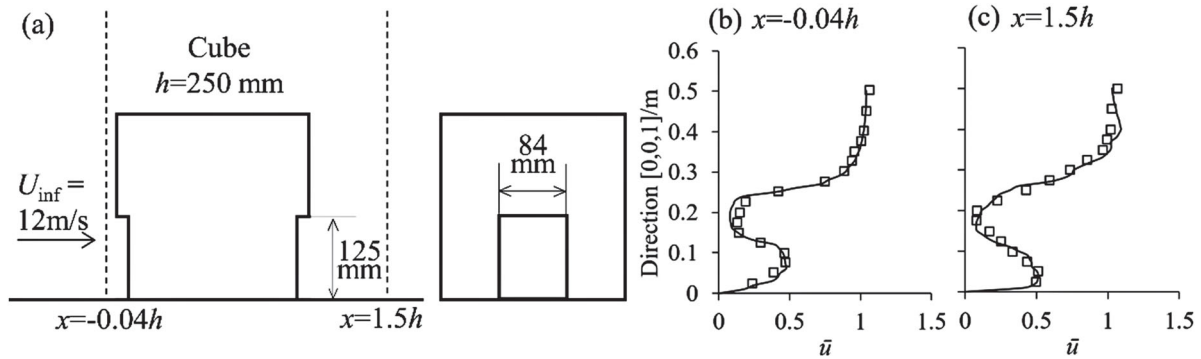 (a)
Cube
h=250 mm
U_inf =
12m/s
125
mm
x=-0.04h
x=1.5h
84
mm
(b) x=-0.04h
Direction [0,0,1]/m
0.6
0.5
0.4
0.3
0.2
0.1
0
0 0.5 1 1.5
ū
(c) x=1.5h
0 0.5 1 1.5
ū